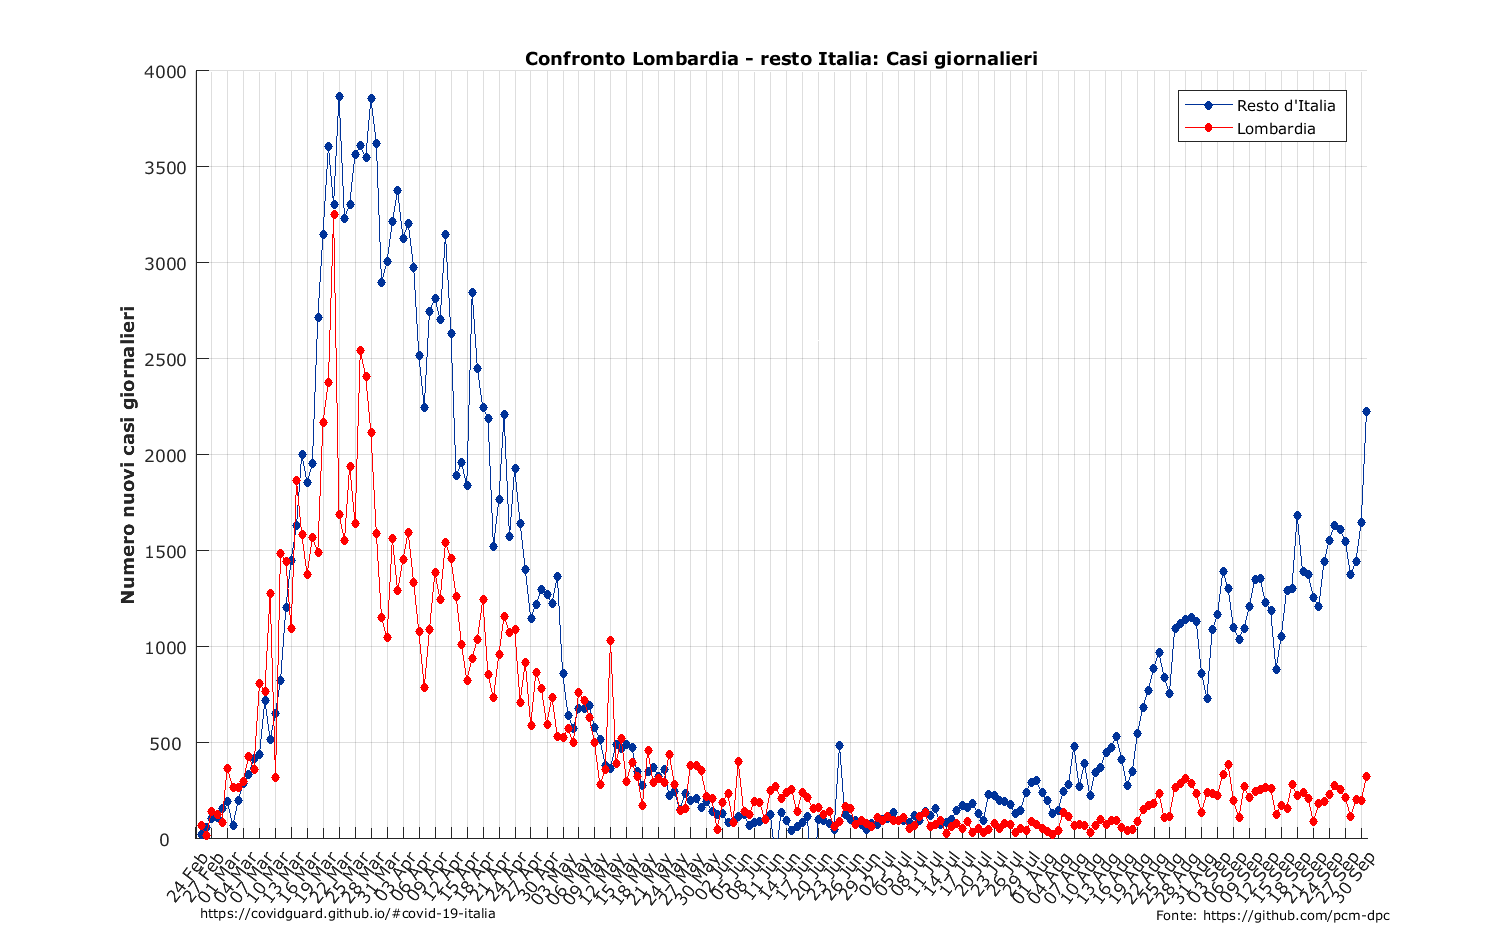 Confronto Lombardia - resto Italia: Casi giornalieri
Resto d'Italia
Lombardia
Numero nuovi casi giornalieri
4000
3500
3000
2500
2000
1500
1000
500
0
24 Feb
27 Feb
01 Mar
04 Mar
07 Mar
10 Mar
13 Mar
16 Mar
19 Mar
22 Mar
25 Mar
28 Mar
31 Mar
03 Apr
06 Apr
09 Apr
12 Apr
15 Apr
18 Apr
21 Apr
24 Apr
27 Apr
30 Apr
03 May
06 May
09 May
12 May
15 May
18 May
21 May
24 May
27 May
30 May
02 Jun
05 Jun
08 Jun
11 Jun
14 Jun
17 Jun
20 Jun
23 Jun
26 Jun
29 Jun
02 Jul
05 Jul
08 Jul
11 Jul
14 Jul
17 Jul
20 Jul
23 Jul
26 Jul
29 Jul
01 Aug
04 Aug
07 Aug
10 Aug
13 Aug
16 Aug
19 Aug
22 Aug
25 Aug
28 Aug
31 Aug
03 Sep
06 Sep
09 Sep
12 Sep
15 Sep
18 Sep
21 Sep
24 Sep
27 Sep
30 Sep
https://covidguard.github.io/#covid-19-italia
Fonte: https://github.com/pcm-dpc